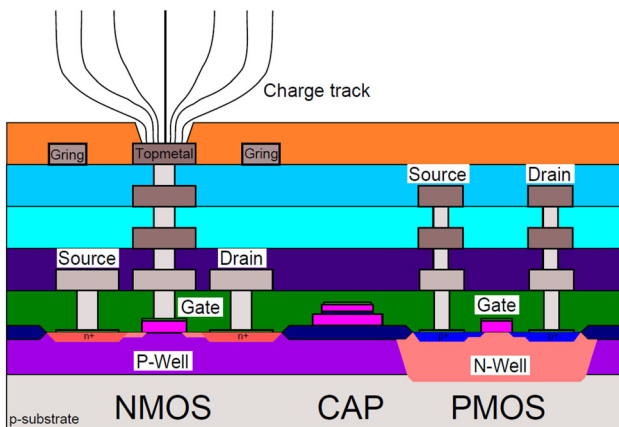 Charge track
Gring Topmetal Gring
Source Drain
Source Drain
Gate Gate
n+ n+
P-Well N-Well
p-substrate NMOS CAP PMOS